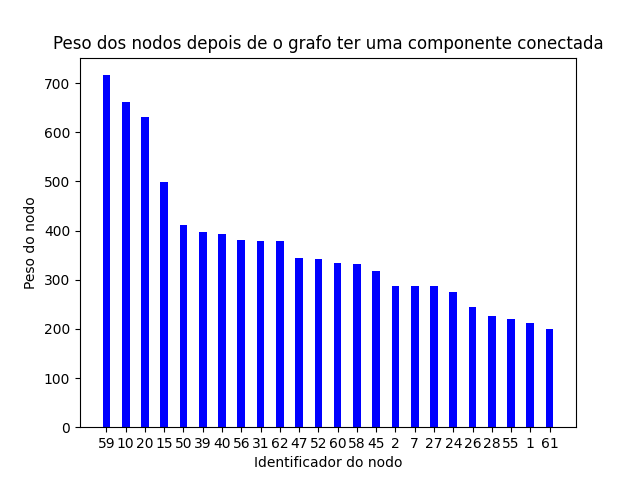 Peso dos nodos depois de o grafo ter uma componente conectada
700
600
500
400
300
200
100
0
Peso do nodo
59 10 20 15 50 39 40 56 31 62 47 52 60 58 45 2 7 27 24 26 28 55 1 61
Identificador do nodo